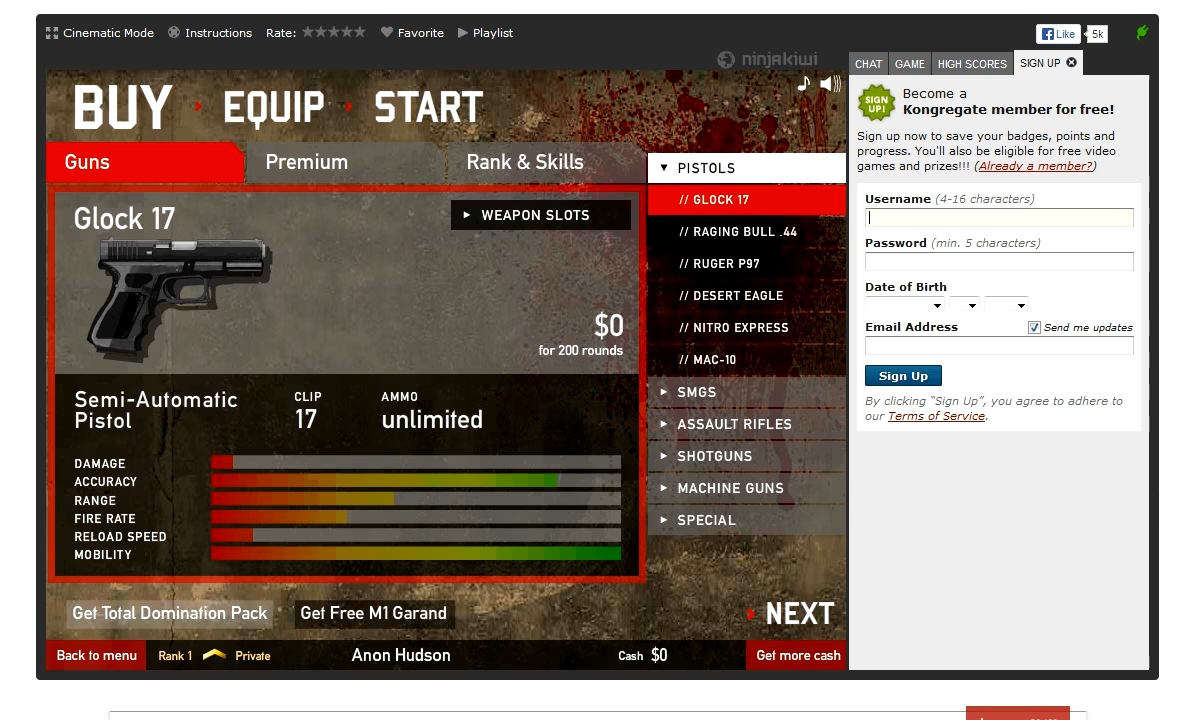 Cinematic Mode Instructions Rate: Favorite Playlist
Like 5k
ninjakiwi
CHAT GAME HIGH SCORES SIGN UP
BUY EQUIP START
Guns Premium Rank & Skills
Glock 17
WEAPON SLOTS
$0
for 200 rounds
Semi-Automatic
Pistol
CLIP
17
AMMO
unlimited
DAMAGE
ACCURACY
RANGE
FIRE RATE
RELOAD SPEED
MOBILITY
PISTOLS
// GLOCK 17
// RAGING BULL .44
// RUGER P97
// DESERT EAGLE
// NITRO EXPRESS
// MAC-10
SMGS
ASSAULT RIFLES
SHOTGUNS
MACHINE GUNS
SPECIAL
Get Total Domination Pack Get Free M1 Garand
NEXT
Back to menu Rank 1 Private Anon Hudson Cash $0 Get more cash
SIGN UP!
Become a
Kongregate member for free!
Sign up now to save your badges, points and
progress. You'll also be eligible for free video
games and prizes!!! (Already a member?)
Username (4-16 characters)
Password (min. 5 characters)
Date of Birth
Email Address Send me updates
Sign Up
By clicking “Sign Up”, you agree to adhere to
our Terms of Service.